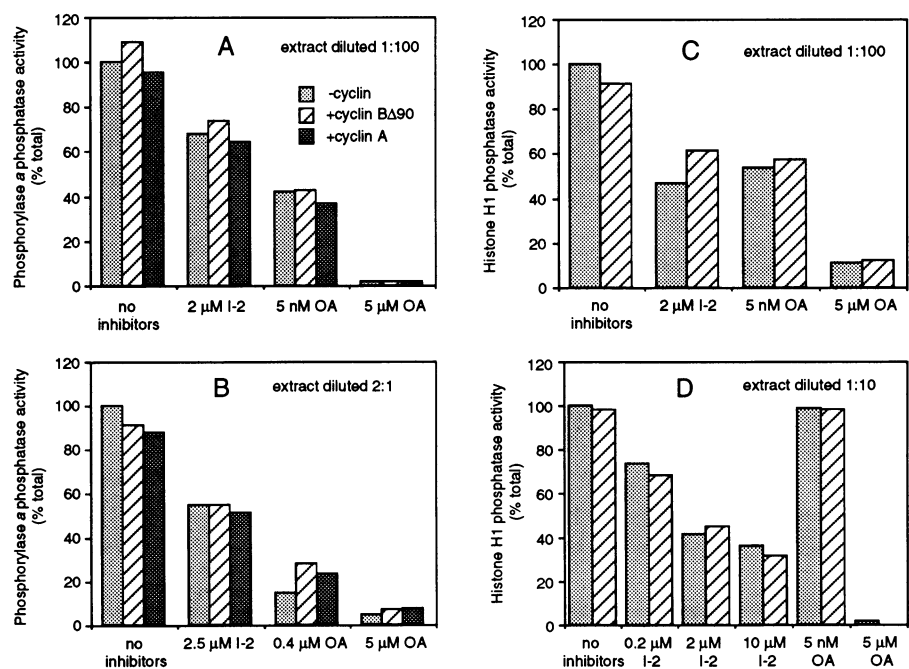 Phosphorylase a phosphatase activity
(% total)
120
100
80
60
40
20
0
A
extract diluted 1:100
-cyclin
+cyclin BΔ90
+cyclin A
no inhibitors
2 µM I-2
5 nM OA
5 µM OA
Histone H1 phosphatase activity
(% total)
120
100
80
60
40
20
0
C
extract diluted 1:100
no inhibitors
2 µM I-2
5 nM OA
5 µM OA
Phosphorylase a phosphatase activity
(% total)
120
100
80
60
40
20
0
B
extract diluted 2:1
no inhibitors
2.5 µM I-2
0.4 µM OA
5 µM OA
Histone H1 phosphatase activity
(% total)
120
100
80
60
40
20
0
D
extract diluted 1:10
no inhibitors
0.2 µM I-2
2 µM I-2
10 µM I-2
5 nM OA
5 µM OA